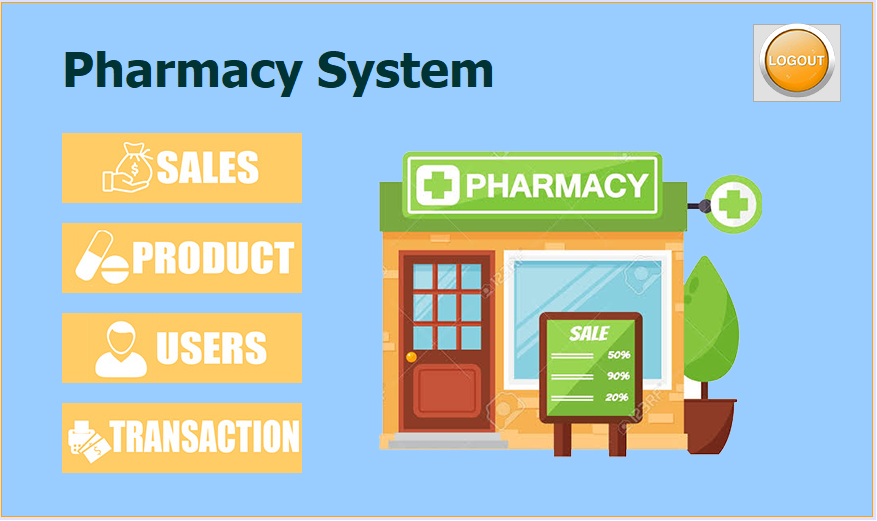 Pharmacy System
LOGOUT
SALES
PRODUCT
USERS
TRANSACTION
PHARMACY
SALE
50%
90%
20%